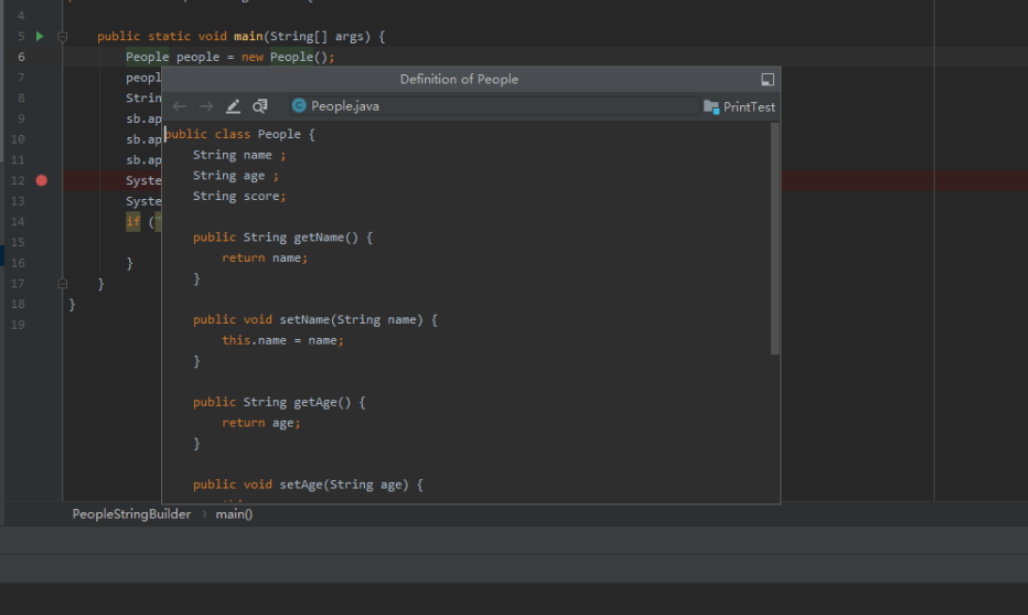 4
5 public static void main(String[] args) {
6 People people = new People();
7 peopl
Definition of People
8 Strin
People.java PrintTest
9 sb.ap
10 sb.ap
11 sb.ap
12 Syste
13 Syste
14 if ("
15
16 }
17 }
18 }
19
public class People {
String name ;
String age ;
String score;
public String getName() {
return name;
}
public void setName(String name) {
this.name = name;
}
public String getAge() {
return age;
}
public void setAge(String age) {
PeopleStringBuilder › main()